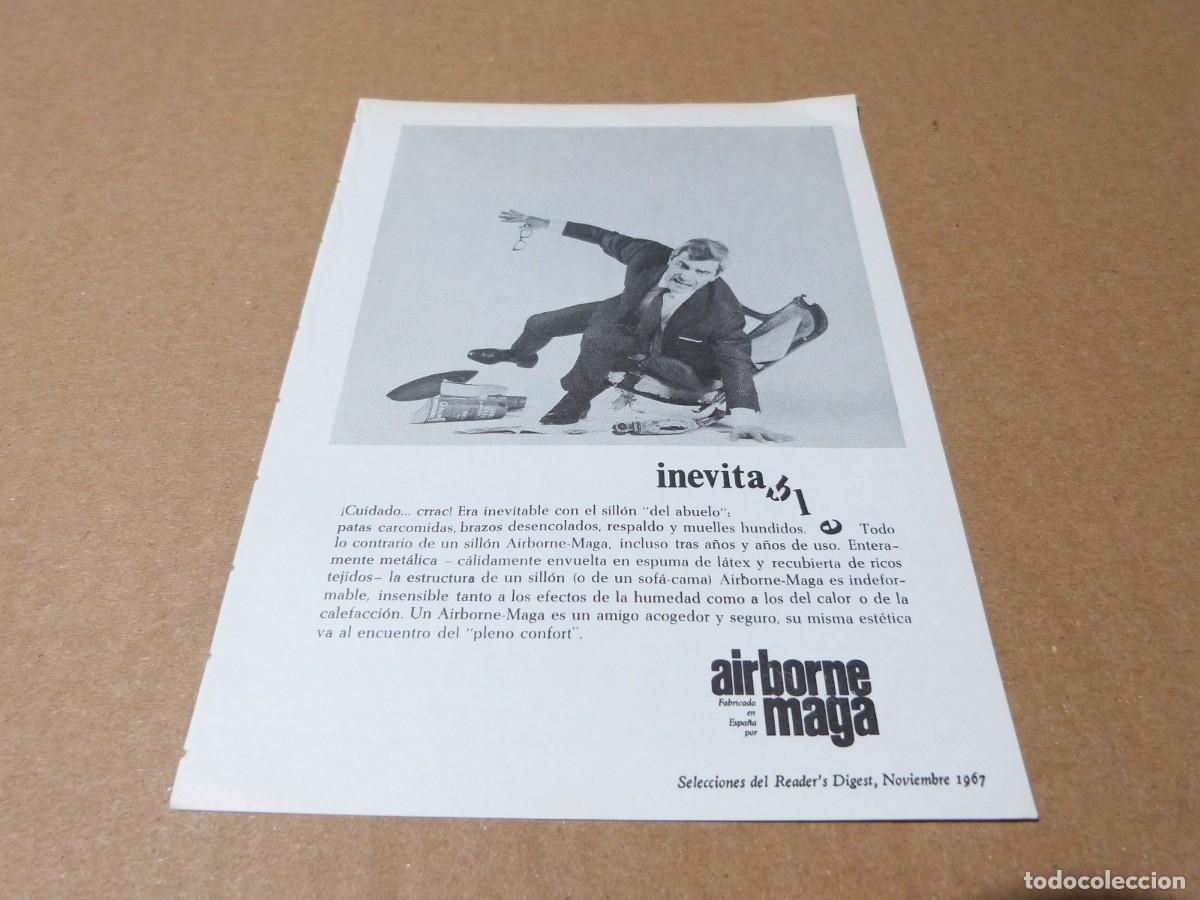 inevitable
¡Cuidado... crrac! Era inevitable con el sillón "del abuelo":
patas carcomidas, brazos desencolados, respaldo y muelles hundidos. Todo
lo contrario de un sillón Airborne-Maga, incluso tras años y años de uso. Entera-
mente metálica – cálidamente envuelta en espuma de látex y recubierta de ricos
tejidos– la estructura de un sillón (o de un sofá-cama) Airborne-Maga es indefor-
mable, insensible tanto a los efectos de la humedad como a los del calor o de la
calefacción. Un Airborne-Maga es un amigo acogedor y seguro, su misma estética
va al encuentro del "pleno confort".
airborne
Fabricado
en
España
por
maga
Selecciones del Reader's Digest, Noviembre 1967
todocoleccion